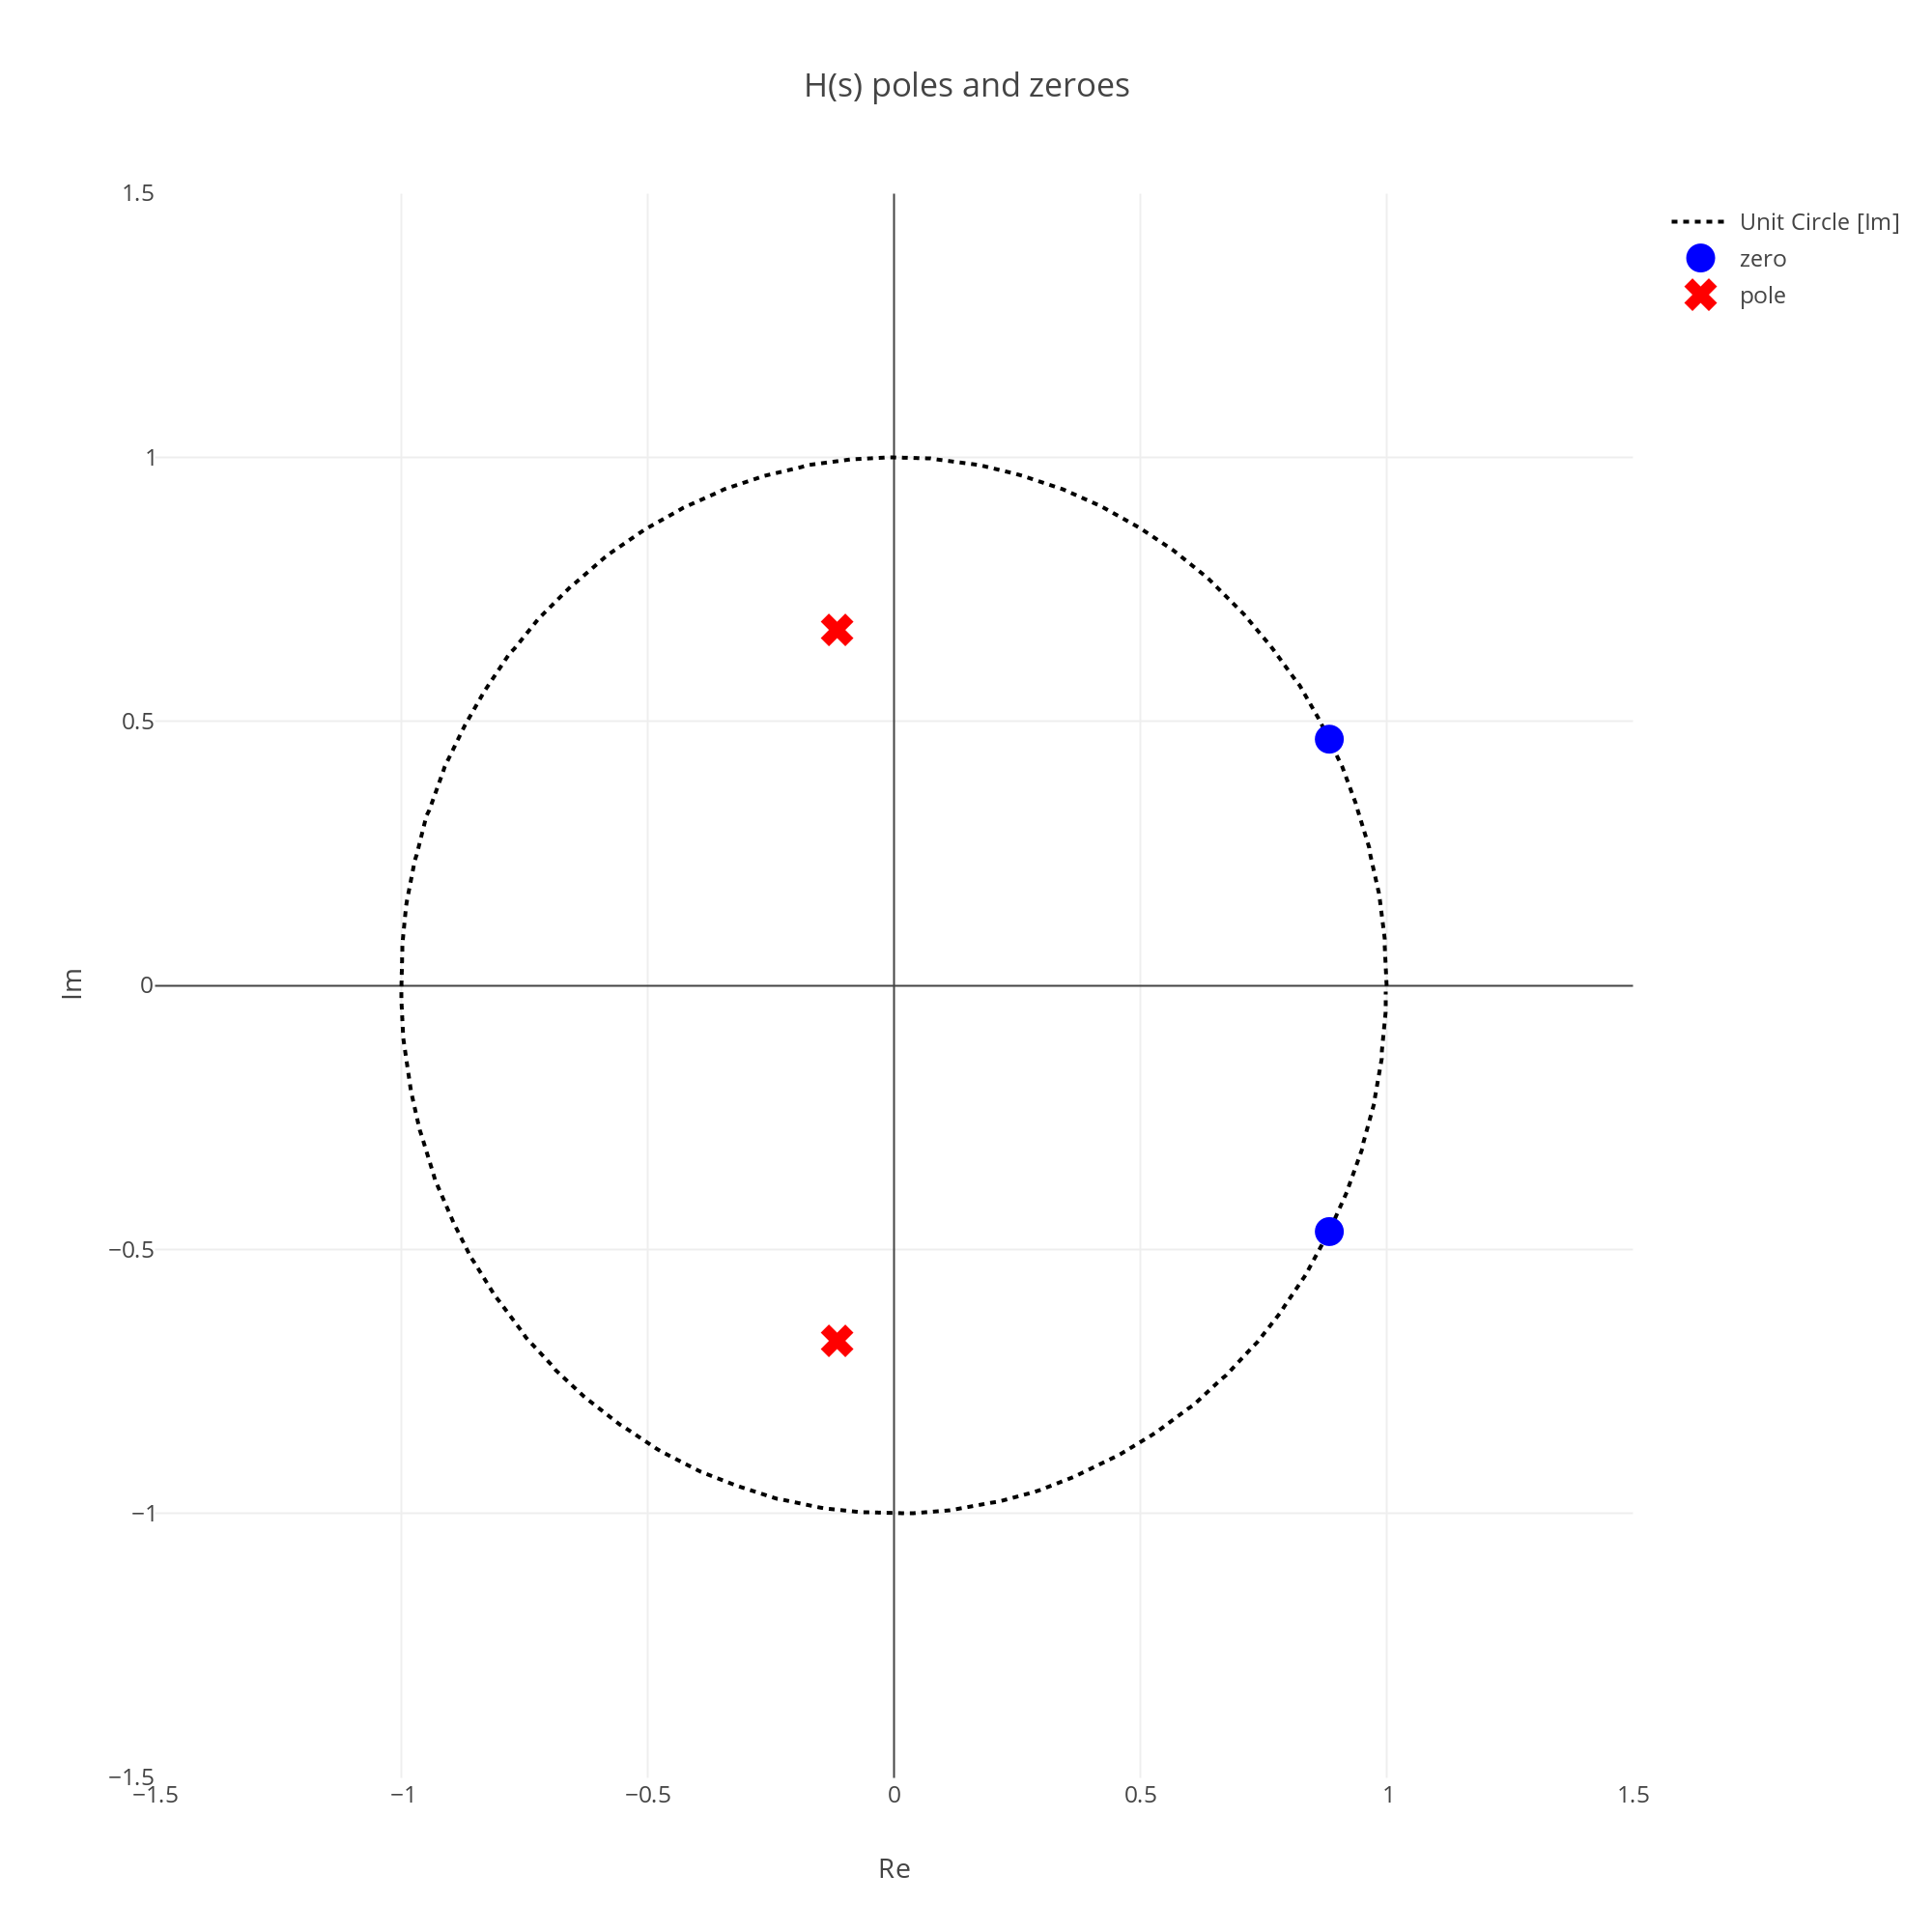 H(s) poles and zeroes
Unit Circle [Im]
zero
pole
1.5
1
0.5
0
−0.5
−1
−1.5
Im
−1.5 −1 −0.5 0 0.5 1 1.5
Re